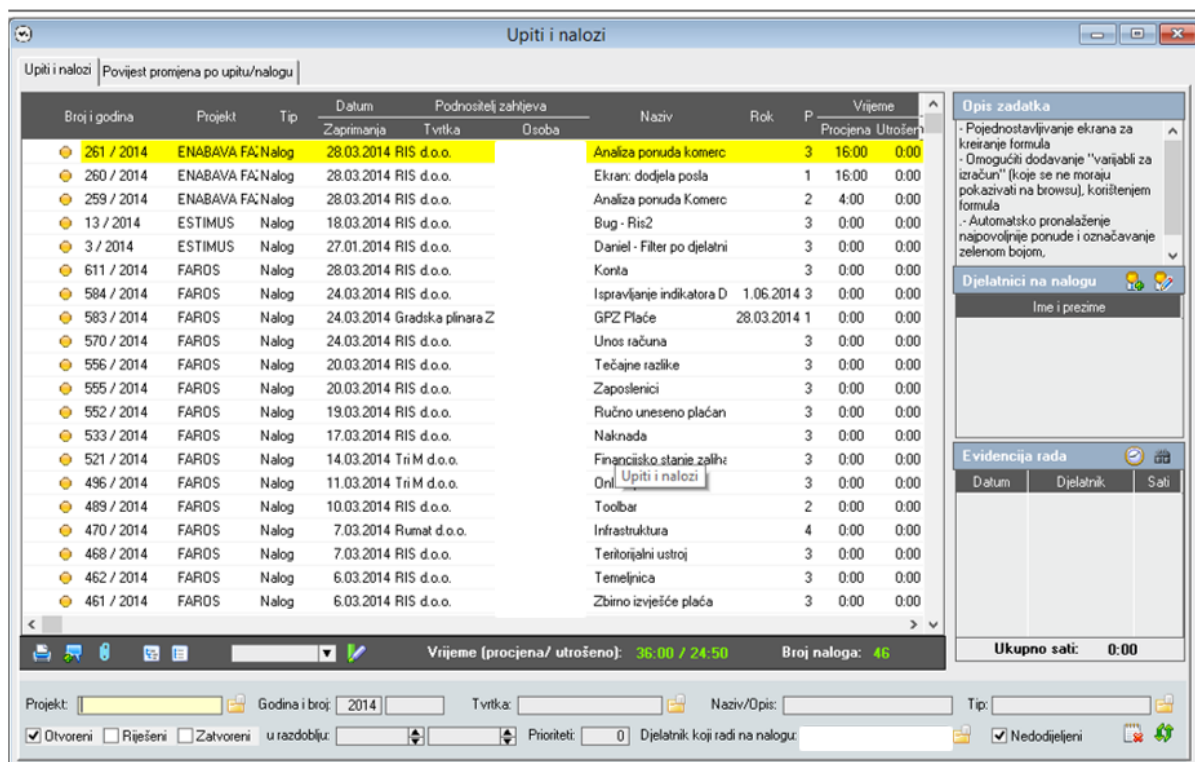 Upiti i nalozi
Upiti i nalozi Povijest promjena po upitu/nalogu
Broj i godina Projekt Tip Datum Podnositelj zahtjeva Naziv Rok P Vrijeme
Zaprimanja Tvrtka Osoba Procjena Utrošen
261 / 2014 ENABAVA FAZ Nalog 28.03.2014 RIS d.o.o. Analiza ponuda komerc 3 16:00 0:00
260 / 2014 ENABAVA FAZ Nalog 28.03.2014 RIS d.o.o. Ekran: dodjela posla 1 16:00 0:00
259 / 2014 ENABAVA FAZ Nalog 28.03.2014 RIS d.o.o. Analiza ponuda Komerc 2 4:00 0:00
13 / 2014 ESTIMUS Nalog 18.03.2014 RIS d.o.o. Bug - Ris2 3 0:00 0:00
3 / 2014 ESTIMUS Nalog 27.01.2014 RIS d.o.o. Daniel - Filter po djelatni 3 0:00 0:00
611 / 2014 FAROS Nalog 28.03.2014 RIS d.o.o. Konta 3 0:00 0:00
584 / 2014 FAROS Nalog 24.03.2014 RIS d.o.o. Ispravljanje indikatora D 1.06.2014 3 0:00 0:00
583 / 2014 FAROS Nalog 24.03.2014 Gradska plinara Z GPZ Plaće 28.03.2014 1 0:00 0:00
570 / 2014 FAROS Nalog 24.03.2014 RIS d.o.o. Unos računa 3 0:00 0:00
556 / 2014 FAROS Nalog 20.03.2014 RIS d.o.o. Tečajne razlike 3 0:00 0:00
555 / 2014 FAROS Nalog 20.03.2014 RIS d.o.o. Zaposlenici 3 0:00 0:00
552 / 2014 FAROS Nalog 19.03.2014 RIS d.o.o. Ručno uneseno plaćan 3 0:00 0:00
533 / 2014 FAROS Nalog 17.03.2014 RIS d.o.o. Naknada 3 0:00 0:00
521 / 2014 FAROS Nalog 14.03.2014 Tri M d.o.o. Financijsko stanje zaliha 3 0:00 0:00
496 / 2014 FAROS Nalog 11.03.2014 Tri M d.o.o. 3 0:00 0:00
Upiti i nalozi
489 / 2014 FAROS Nalog 10.03.2014 RIS d.o.o. Toolbar 2 0:00 0:00
470 / 2014 FAROS Nalog 7.03.2014 Rumat d.o.o. Infrastruktura 4 0:00 0:00
468 / 2014 FAROS Nalog 7.03.2014 RIS d.o.o. Teritorijalni ustroj 3 0:00 0:00
462 / 2014 FAROS Nalog 6.03.2014 RIS d.o.o. Temeljnica 3 0:00 0:00
461 / 2014 FAROS Nalog 6.03.2014 RIS d.o.o. Zbirno izvješće plaća 3 0:00 0:00
Vrijeme (procjena/ utrošeno): 36:00 / 24:50 Broj naloga: 46
Opis zadatka
- Pojednostavljivanje ekrana za
kreiranje formula
- Omogućiti dodavanje "varijabli za
izračun" (koje se ne moraju
pokazivati na browsu), korištenjem
formula
.- Automatsko pronalaženje
najpovoljnije ponude i označavanje
zelenom bojom,
Djelatnici na nalogu
Ime i prezime
Evidencija rada
Datum Djelatnik Sati
Ukupno sati: 0:00
Projekt: Godina i broj: 2014 Tvrtka: Naziv/Opis: Tip:
Otvoreni Riješeni Zatvoreni u razdoblju: Prioriteti: 0 Djelatnik koji radi na nalogu: Nedodijeljeni